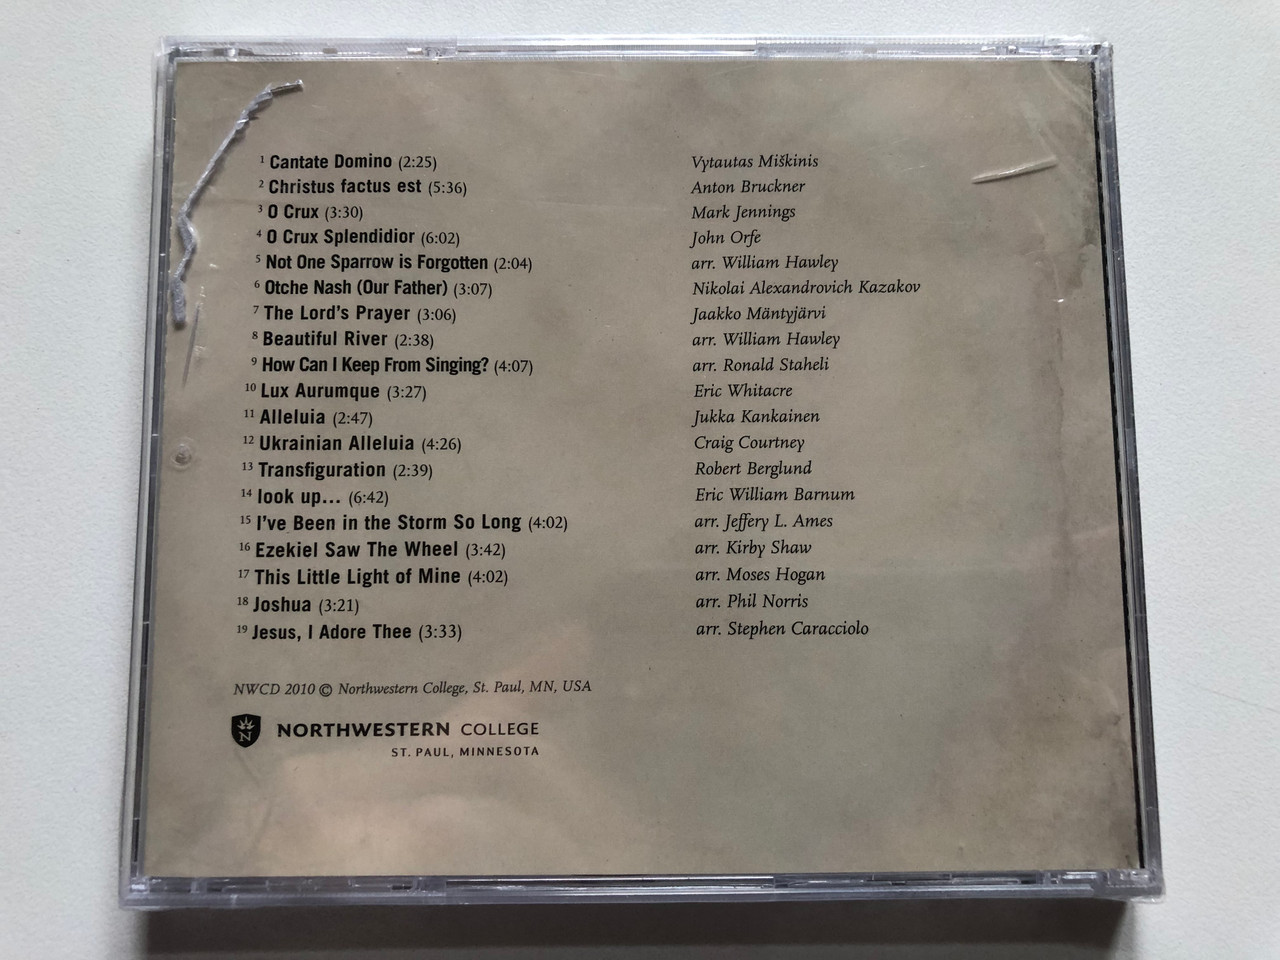 1 Cantate Domino (2:25) Vytautas Miškinis
2 Christus factus est (5:36) Anton Bruckner
3 O Crux (3:30) Mark Jennings
4 O Crux Splendidior (6:02) John Orfe
5 Not One Sparrow is Forgotten (2:04) arr. William Hawley
6 Otche Nash (Our Father) (3:07) Nikolai Alexandrovich Kazakov
7 The Lord's Prayer (3:06) Jaakko Mäntyjärvi
8 Beautiful River (2:38) arr. William Hawley
9 How Can I Keep From Singing? (4:07) arr. Ronald Staheli
10 Lux Aurumque (3:27) Eric Whitacre
11 Alleluia (2:47) Jukka Kankainen
12 Ukrainian Alleluia (4:26) Craig Courtney
13 Transfiguration (2:39) Robert Berglund
14 look up... (6:42) Eric William Barnum
15 I've Been in the Storm So Long (4:02) arr. Jeffery L. Ames
16 Ezekiel Saw The Wheel (3:42) arr. Kirby Shaw
17 This Little Light of Mine (4:02) arr. Moses Hogan
18 Joshua (3:21) arr. Phil Norris
19 Jesus, I Adore Thee (3:33) arr. Stephen Caracciolo
NWCD 2010 © Northwestern College, St. Paul, MN, USA
N NORTHWESTERN COLLEGE
ST. PAUL, MINNESOTA